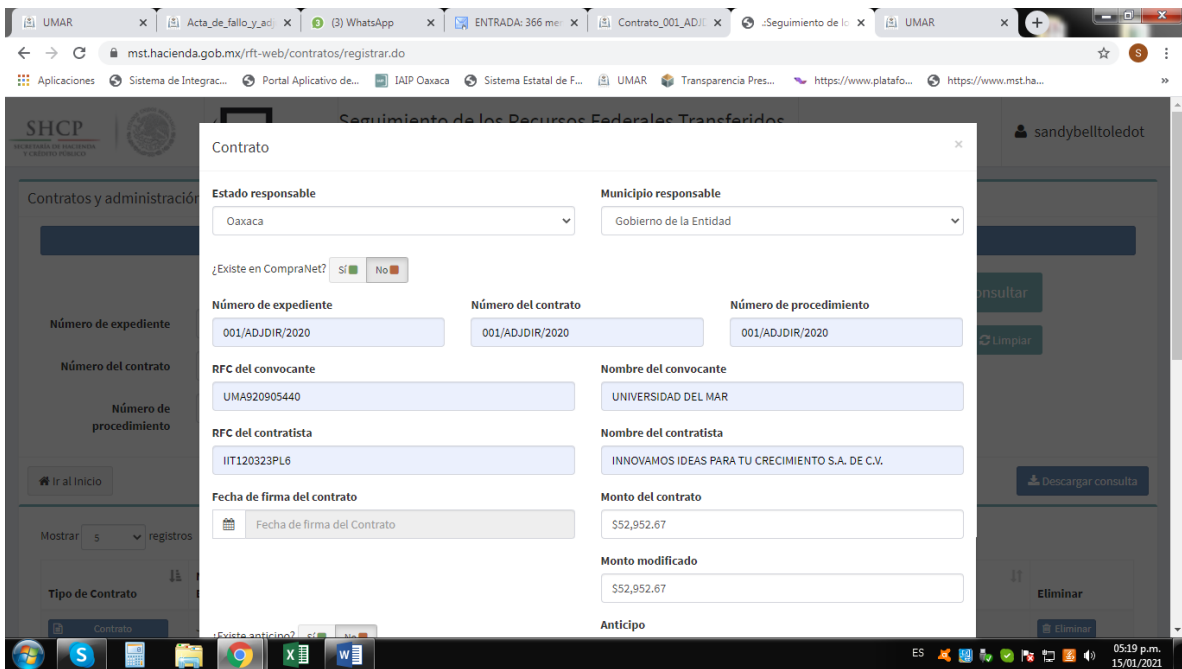 UMAR
Acta_de_fallo_y_adj
(3) WhatsApp
ENTRADA: 366 mer
Contrato_001_ADJD
.:Seguimiento de lo
UMAR
mst.hacienda.gob.mx/rft-web/contratos/registrar.do
S
Aplicaciones
Sistema de Integrac...
Portal Aplicativo de...
IAIP Oaxaca
Sistema Estatal de F...
UMAR
Transparencia Pres...
https://www.platafo...
https://www.mst.ha...
»
SHCP
SECRETARÍA DE HACIENDA
Y CRÉDITO PÚBLICO
Seguimiento de los Recursos Federales Transferidos
sandybelltoledot
Contratos y administración
Contrato
×
Estado responsable
Municipio responsable
Oaxaca
Gobierno de la Entidad
¿Existe en CompraNet? Sí No
Número de expediente
Número del contrato
Número de procedimiento
001/ADJDIR/2020
001/ADJDIR/2020
001/ADJDIR/2020
RFC del convocante
Nombre del convocante
UMA920905440
UNIVERSIDAD DEL MAR
RFC del contratista
Nombre del contratista
IIT120323PL6
INNOVAMOS IDEAS PARA TU CRECIMIENTO S.A. DE C.V.
Fecha de firma del contrato
Monto del contrato
Fecha de firma del Contrato
$52,952.67
Monto modificado
$52,952.67
¿Existe anticipo? Sí No
Anticipo
Número de expediente
Número del contrato
Número de
procedimiento
onsultar
Limpiar
Ir al Inicio
Descargar consulta
Mostrar 5 registros
Tipo de Contrato
Eliminar
Contrato
Eliminar
ES
05:19 p.m.
15/01/2021